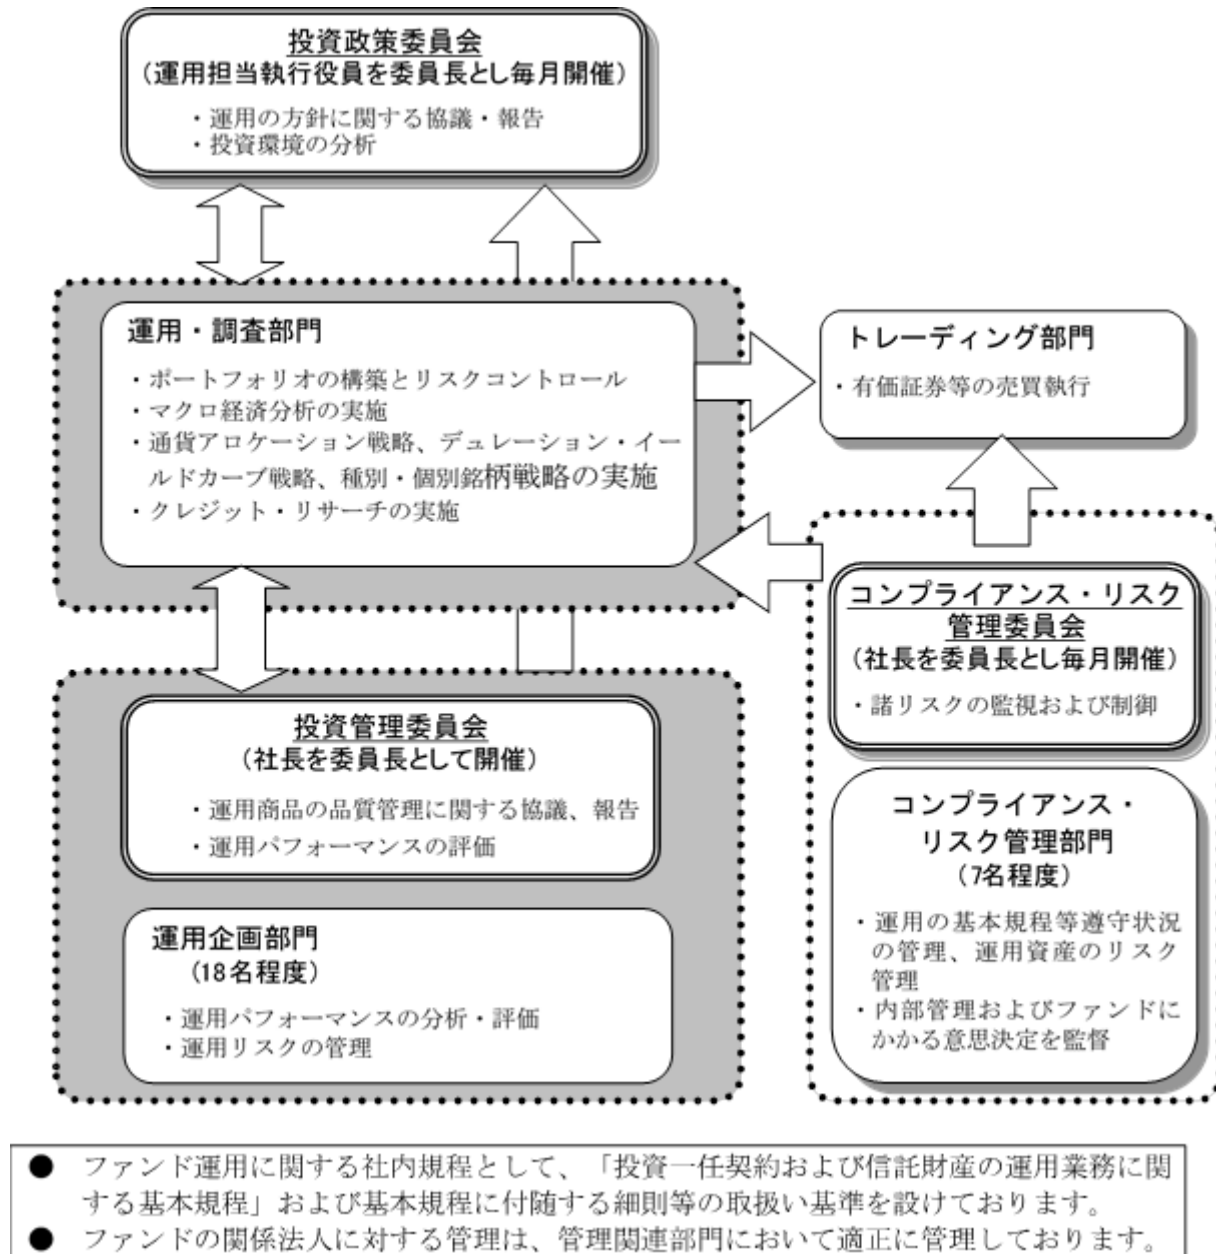 投資政策委員会
（運用担当執行役員を委員長とし毎月開催）
・運用の方針に関する協議・報告
・投資環境の分析
運用・調査部門
・ポートフォリオの構築とリスクコントロール
・マクロ経済分析の実施
・通貨アロケーション戦略、デュレーション・イー
ルドカーブ戦略、種別・個別銘柄戦略の実施
・クレジット・リサーチの実施
トレーディング部門
・有価証券等の売買執行
コンプライアンス・リスク
管理委員会
（社長を委員長とし毎月開催）
・諸リスクの監視および制御
投資管理委員会
（社長を委員長として開催）
・運用商品の品質管理に関する協議、報告
・運用パフォーマンスの評価
運用企画部門
（18名程度）
・運用パフォーマンスの分析・評価
・運用リスクの管理
コンプライアンス・
リスク管理部門
（7名程度）
・運用の基本規程等遵守状況
の管理、運用資産のリスク
管理
・内部管理およびファンドに
かかる意思決定を監督
● ファンド運用に関する社内規程として、「投資一任契約および信託財産の運用業務に関
する基本規程」および基本規程に付随する細則等の取扱い基準を設けております。
● ファンドの関係法人に対する管理は、管理関連部門において適正に管理しております。